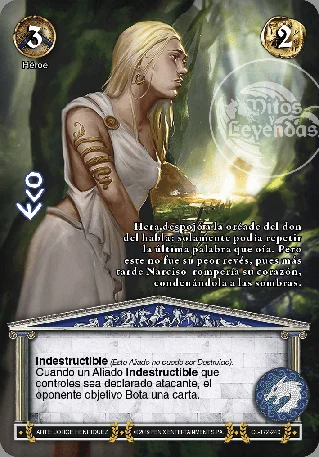 3
2
Héroe
Mitos
y
Leyendas
Hera despojó a la oréade del don
del habla: solamente podía repetir
la última palabra que oía. Pero
este no fue su peor revés, pues más
tarde Narciso rompería su corazón,
condenándola a las sombras.
Indestructible (Este Aliado no puede ser Destruido).
Cuando un Aliado Indestructible que
controles sea declarado atacante, el
oponente objetivo Bota una carta.